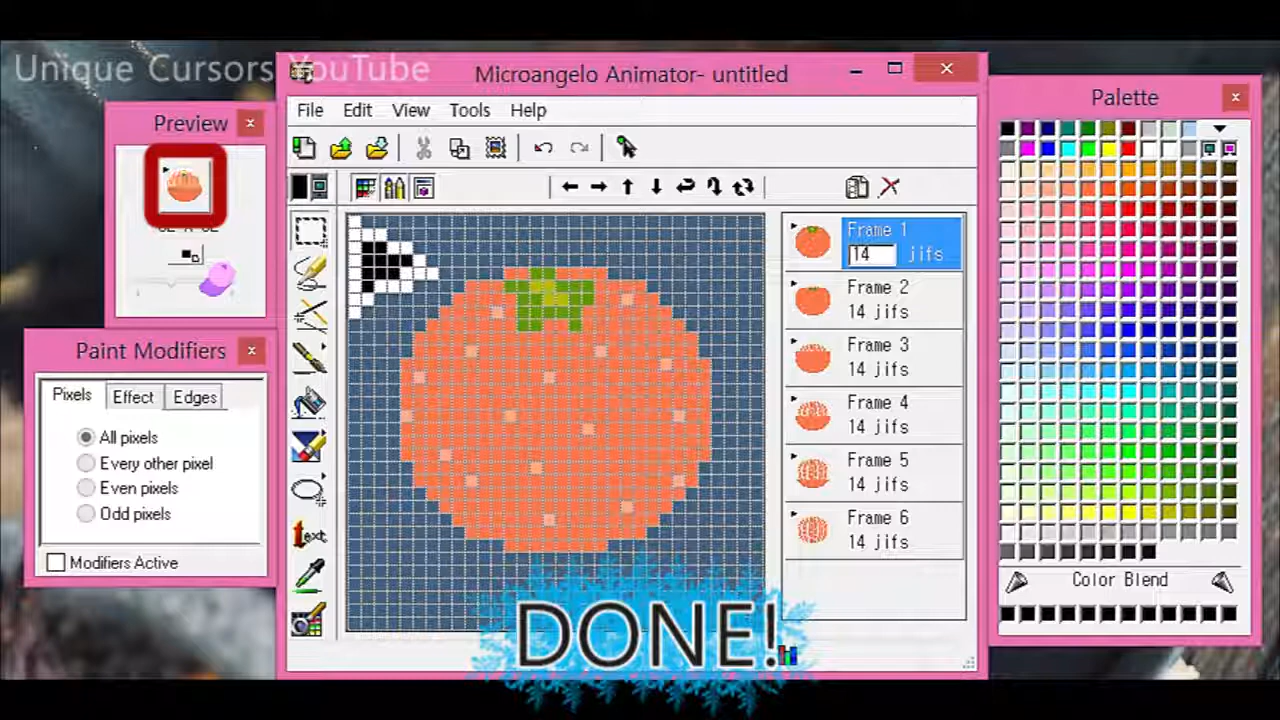 Unique Cursors YouTube
Microangelo Animator- untitled
File Edit View Tools Help
Preview
Paint Modifiers
Pixels Effect Edges
All pixels
Every other pixel
Even pixels
Odd pixels
Modifiers Active
Text
Frame 1
14 jifs
Frame 2
14 jifs
Frame 3
14 jifs
Frame 4
14 jifs
Frame 5
14 jifs
Frame 6
14 jifs
Palette
Color Blend
DONE!